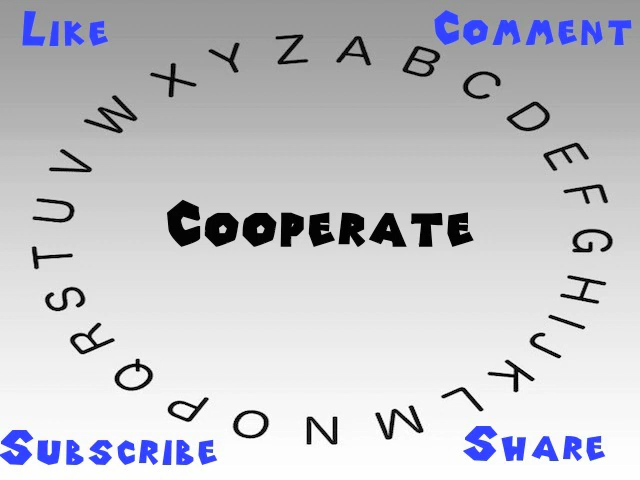 Like
Comment
A B C D E F G H I J K L M N O P Q R S T U V W X Y Z
Cooperate
Subscribe
Share